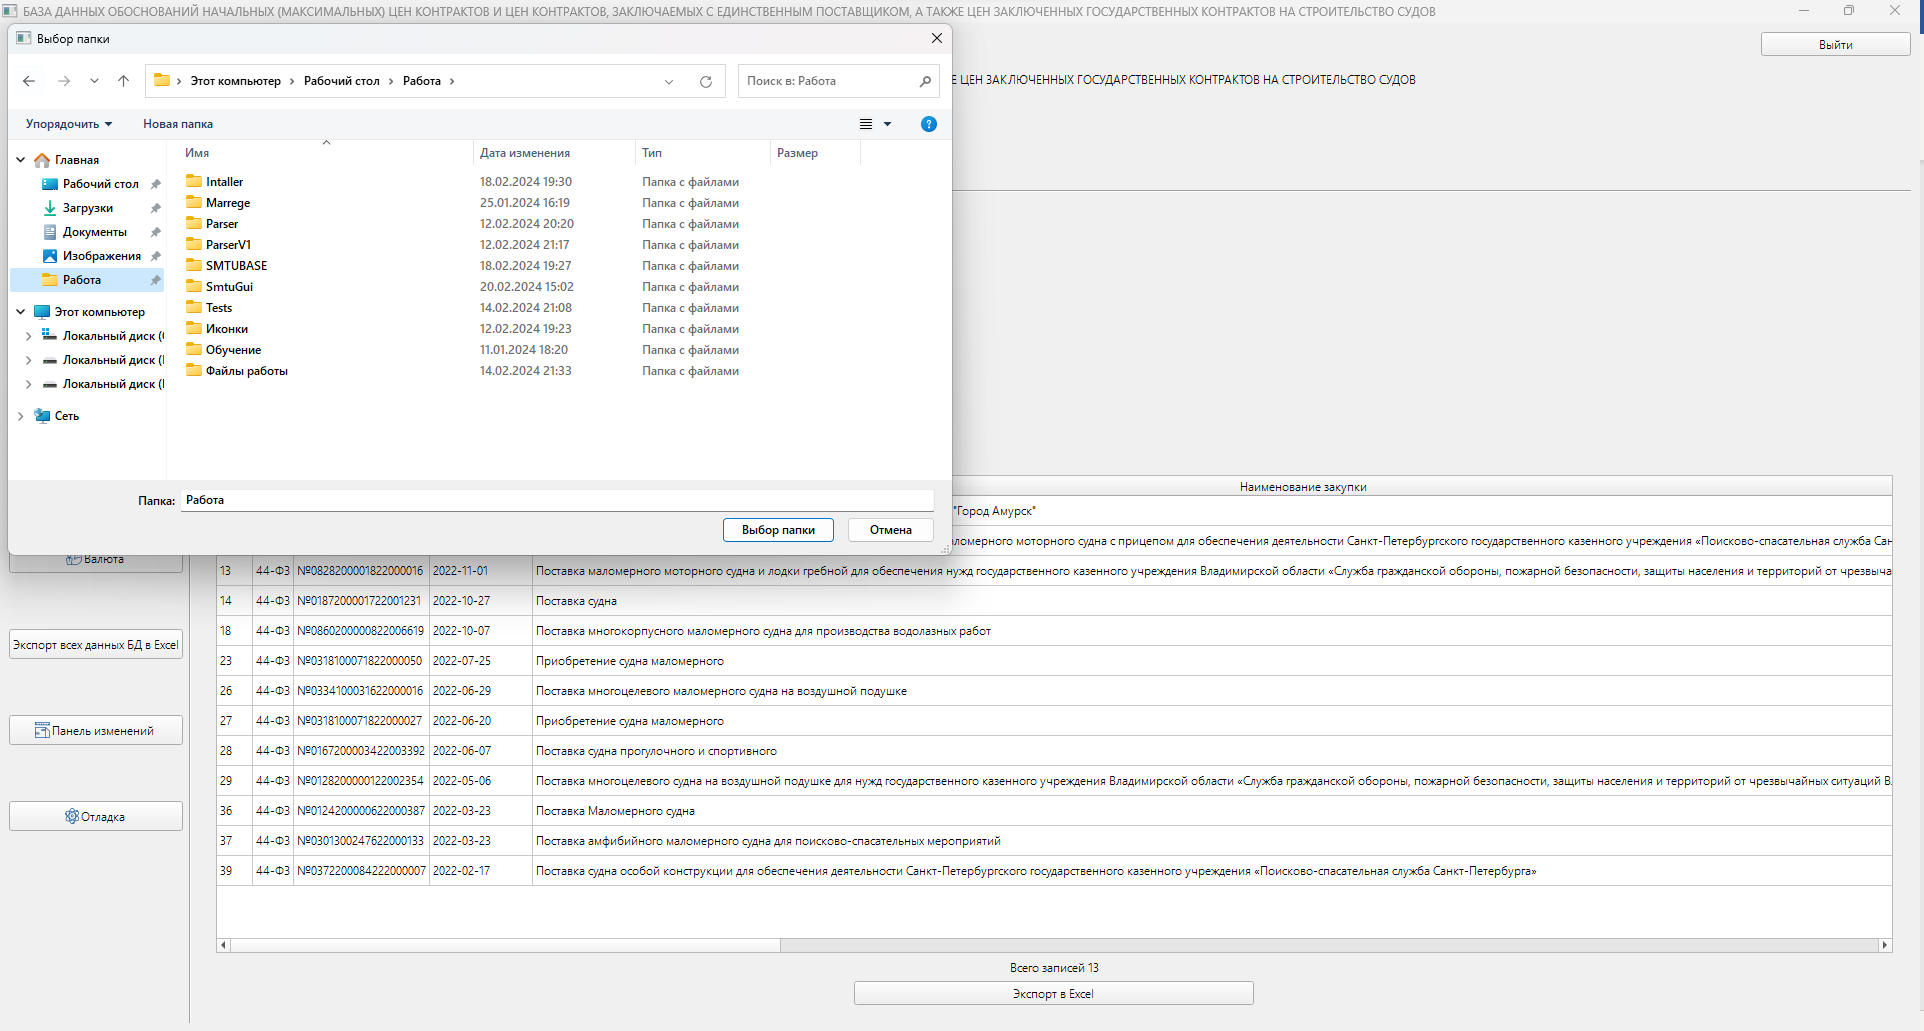 БАЗА ДАННЫХ ОБОСНОВАНИЙ НАЧАЛЬНЫХ (МАКСИМАЛЬНЫХ) ЦЕН КОНТРАКТОВ И ЦЕН КОНТРАКТОВ, ЗАКЛЮЧАЕМЫХ С ЕДИНСТВЕННЫМ ПОСТАВЩИКОМ, А ТАКЖЕ ЦЕН ЗАКЛЮЧЕННЫХ ГОСУДАРСТВЕННЫХ КОНТРАКТОВ НА СТРОИТЕЛЬСТВО СУДОВ
Выбор папки
Выйти
Этот компьютер > Рабочий стол > Работа >
Поиск в: Работа
Е ЦЕН ЗАКЛЮЧЕННЫХ ГОСУДАРСТВЕННЫХ КОНТРАКТОВ НА СТРОИТЕЛЬСТВО СУДОВ
Упорядочить
Новая папка
?
Имя
Дата изменения
Тип
Размер
Главная
Рабочий стол
Загрузки
Документы
Изображения
Работа
Этот компьютер
Локальный диск (
Локальный диск (
Локальный диск (
Сеть
Intaller 18.02.2024 19:30 Папка с файлами
Marrege 25.01.2024 16:19 Папка с файлами
Parser 12.02.2024 20:20 Папка с файлами
ParserV1 12.02.2024 21:17 Папка с файлами
SMTUBASE 18.02.2024 19:27 Папка с файлами
SmtuGui 20.02.2024 15:02 Папка с файлами
Tests 14.02.2024 21:08 Папка с файлами
Иконки 12.02.2024 19:23 Папка с файлами
Обучение 11.01.2024 18:20 Папка с файлами
Файлы работы 14.02.2024 21:33 Папка с файлами
Папка: Работа
Выбор папки
Отмена
Валюта
Экспорт всех данных БД в Excel
Панель изменений
Отладка
Наименование закупки
"Город Амурск"
ломерного моторного судна с прицепом для обеспечения деятельности Санкт-Петербургского государственного казенного учреждения «Поисково-спасательная служба Сан
13 44-ФЗ №0828200001822000016 2022-11-01 Поставка маломерного моторного судна и лодки гребной для обеспечения нужд государственного казенного учреждения Владимирской области «Служба гражданской обороны, пожарной безопасности, защиты населения и территорий от чрезвыча
14 44-ФЗ №0187200001722001231 2022-10-27 Поставка судна
18 44-ФЗ №0860200000822006619 2022-10-07 Поставка многокорпусного маломерного судна для производства водолазных работ
23 44-ФЗ №0318100071822000050 2022-07-25 Приобретение судна маломерного
26 44-ФЗ №0334100031622000016 2022-06-29 Поставка многоцелевого маломерного судна на воздушной подушке
27 44-ФЗ №0318100071822000027 2022-06-20 Приобретение судна маломерного
28 44-ФЗ №0167200003422003392 2022-06-07 Поставка судна прогулочного и спортивного
29 44-ФЗ №0128200000122002354 2022-05-06 Поставка многоцелевого судна на воздушной подушке для нужд государственного казенного учреждения Владимирской области «Служба гражданской обороны, пожарной безопасности, защиты населения и территорий от чрезвычайных ситуаций В
36 44-ФЗ №0124200000622000387 2022-03-23 Поставка Маломерного судна
37 44-ФЗ №0301300247622000133 2022-03-23 Поставка амфибийного маломерного судна для поисково-спасательных мероприятий
39 44-ФЗ №0372200084222000007 2022-02-17 Поставка судна особой конструкции для обеспечения деятельности Санкт-Петербургского государственного казенного учреждения «Поисково-спасательная служба Санкт-Петербурга»
Всего записей 13
Экспорт в Excel